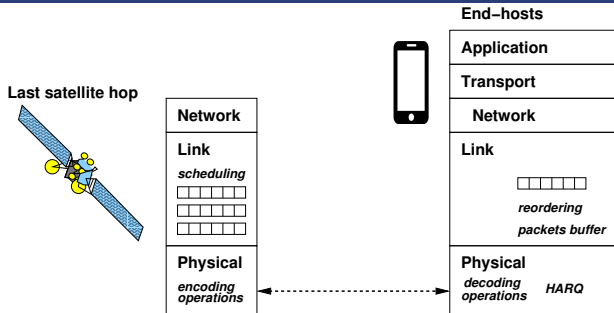 End–hosts
Application
Transport
Last satellite hop
Network
Network
Link
scheduling
Link
reordering
packets buffer
Physical
encoding
operations
Physical
decoding
operations
HARQ